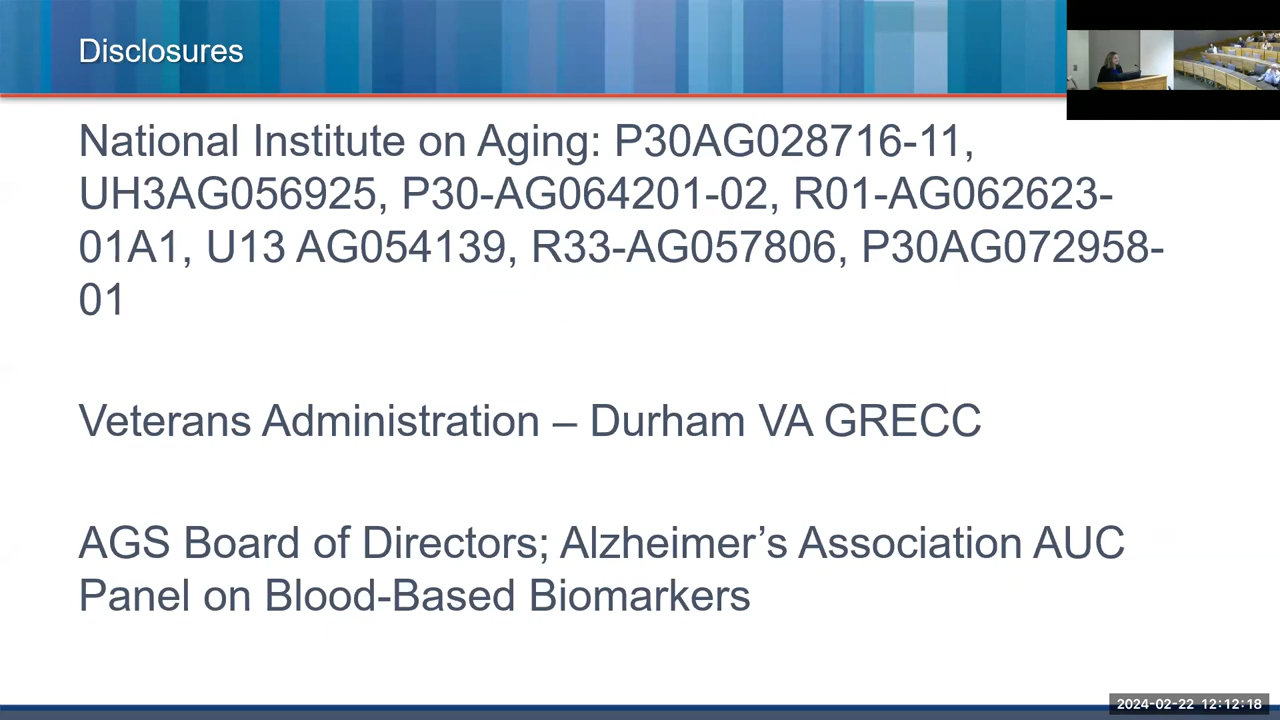 Disclosures
National Institute on Aging: P30AG028716-11,
UH3AG056925, P30-AG064201-02, R01-AG062623-
01A1, U13 AG054139, R33-AG057806, P30AG072958-
01
Veterans Administration – Durham VA GRECC
AGS Board of Directors; Alzheimer’s Association AUC
Panel on Blood-Based Biomarkers
2024-02-22 12:12:18